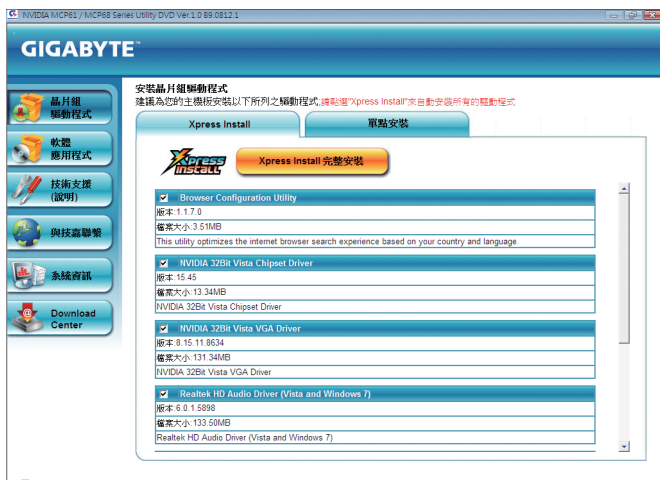 NVIDIA MCP61 / MCP68 Series Utility DVD Ver.1.0 B9.0812.1
GIGABYTE™
晶片組
驅動程式
軟體
應用程式
技術支援
(說明)
與技嘉聯繫
系統資訊
Download
Center
安裝晶片組驅動程式
建議為您的主機板安裝以下所列之驅動程式,請點選"Xpress Install"來自動安裝所有的驅動程式
Xpress Install
單點安裝
Xpress Install
Xpress Install 完整安裝
Browser Configuration Utility
版本:1.1.7.0
檔案大小:3.51MB
This utility optimizes the internet browser search experience based on your country and language.
NVIDIA 32Bit Vista Chipset Driver
版本:15.45
檔案大小:13.34MB
NVIDIA 32Bit Vista Chipset Driver
NVIDIA 32Bit Vista VGA Driver
版本:8.15.11.8634
檔案大小:131.34MB
NVIDIA 32Bit Vista VGA Driver
Realtek HD Audio Driver (Vista and Windows 7)
版本:6.0.1.5898
檔案大小:133.50MB
Realtek HD Audio Driver (Vista and Windows 7)